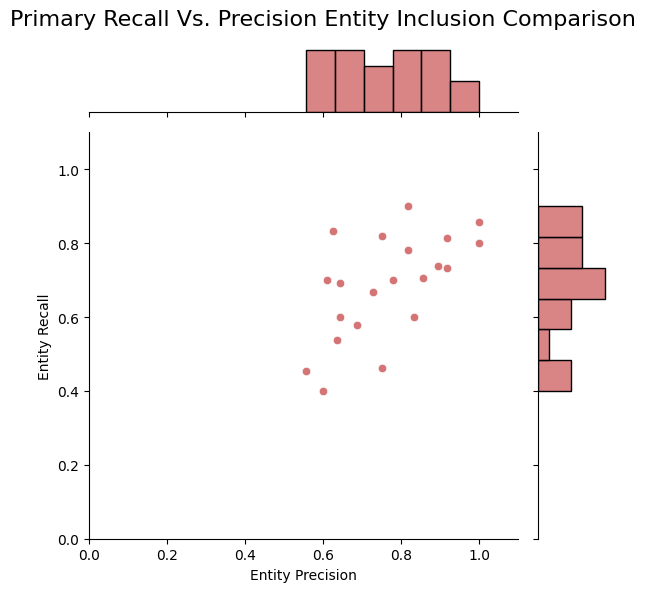 Primary Recall Vs. Precision Entity Inclusion Comparison
1.0
0.8
0.6
0.4
0.2
0.0
Entity Recall
0.0 0.2 0.4 0.6 0.8 1.0
Entity Precision